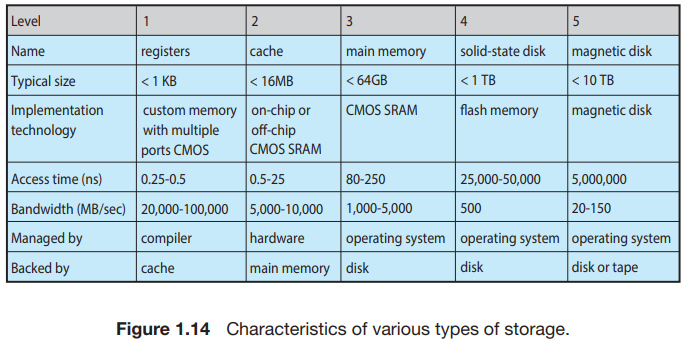 Level 1 2 3 4 5
Name registers cache main memory solid-state disk magnetic disk
Typical size < 1 KB < 16MB < 64GB < 1 TB < 10 TB
Implementation technology custom memory with multiple ports CMOS on-chip or off-chip CMOS SRAM CMOS SRAM flash memory magnetic disk
Access time (ns) 0.25-0.5 0.5-25 80-250 25,000-50,000 5,000,000
Bandwidth (MB/sec) 20,000-100,000 5,000-10,000 1,000-5,000 500 20-150
Managed by compiler hardware operating system operating system operating system
Backed by cache main memory disk disk disk or tape
Figure 1.14 Characteristics of various types of storage.